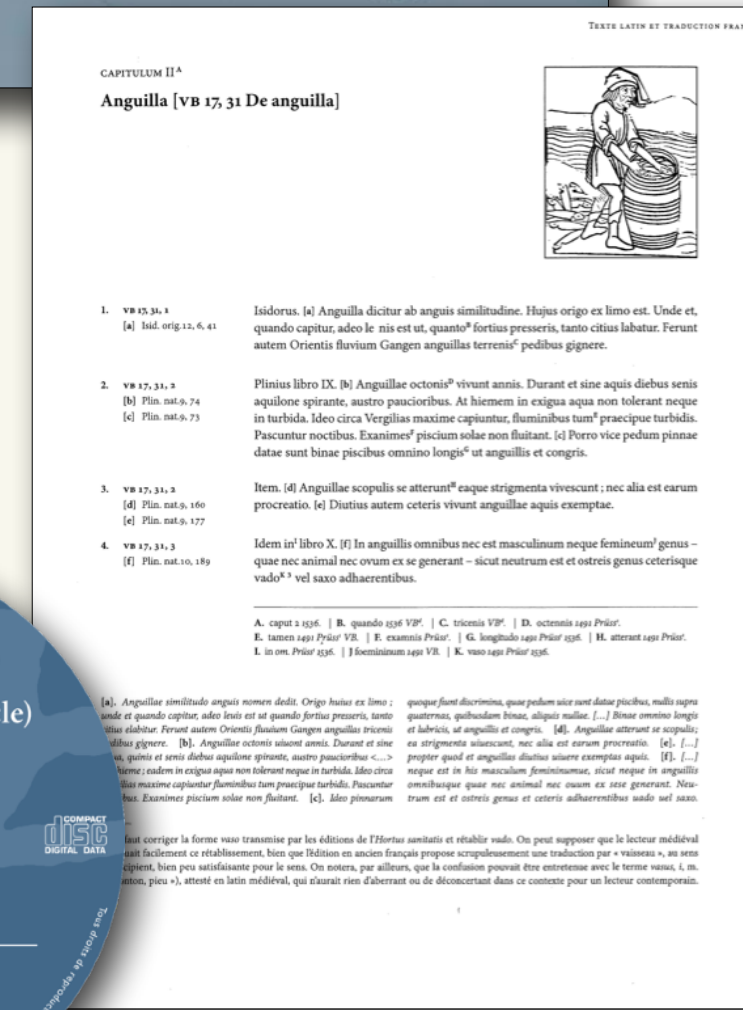 TEXTE LATIN ET TRADUCTION
CAPITULUM II^A
Anguilla [VB 17, 31 De anguilla]
1. VB 17, 31, 1
[a] Isid. orig.12, 6, 41
Isidorus. [a] Anguilla dicitur ab anguis similitudine. Hujus origo ex limo est. Unde et,
quando capitur, adeo le nis est ut, quanto^B fortius presseris, tanto citius labatur. Ferunt
autem Orientis fluvium Gangen anguillas terrenis^C pedibus gignere.
2. VB 17, 31, 2
[b] Plin. nat.9, 74
[c] Plin. nat.9, 73
Plinius libro IX. [b] Anguillae octonis^D vivunt annis. Durant et sine aquis diebus senis
aquilone spirante, austro paucioribus. At hiemem in exigua aqua non tolerant neque
in turbida. Ideo circa Vergilias maxime capiuntur, fluminibus tum^E praecipue turbidis.
Pascuntur noctibus. Exanimes^F piscium solae non fluitant. [c] Porro vice pedum pinnae
datae sunt binae piscibus omnino longis^G ut anguillis et congris.
3. VB 17, 31, 2
[d] Plin. nat.9, 160
[e] Plin. nat.9, 177
Item. [d] Anguillae scopulis se atterunt^H eaque strigmenta vivescunt ; nec alia est earum
procreatio. [e] Diutius autem ceteris vivunt anguillae aquis exemptae.
4. VB 17, 31, 3
[f] Plin. nat.10, 189
Idem in^I libro X. [f] In anguillis omnibus nec est masculinum neque femineum^J genus –
quae nec animal nec ovum ex se generant – sicut neutrum est et ostreis genus ceterisque
vado^K 3 vel saxo adhaerentibus.
A. caput 2 1536. | B. quando 1536 VB^d. | C. tricenis VB^d. | D. octennis 1491 Prüss^1.
E. tamen 1491 Prüss^1 VB. | F. examnis Prüss^1. | G. longitudo 1491 Prüss^1 1536. | H. atterant 1491 Prüss^1.
I. in om. Prüss^1 1536. | J foemininum 1491 VB. | K. vaso 1491 Prüss^1 1536.
[a]. Anguillae similitudo anguis nomen dedit. Origo huius ex limo ;
unde et quando capitur, adeo leuis est ut quando fortius presseris, tanto
citius elabitur. Ferunt autem Orientis fluuium Gangen anguillas tricenis
dibus gignere. [b]. Anguillae octonis uiuont annis. Durant et sine
quinis et senis diebus aquilone spirante, austro paucioribus <…>
hieme ; eadem in exigua aqua non tolerant neque in turbida. Ideo circa
ilias maxime capiuntur fluminibus tum praecipue turbidis. Pascuntur
bus. Exanimes piscium solae non fluitant. [c]. Ideo pinnarum
quoque fiunt discrimina, quae pedum uice sunt datae piscibus, nullis supra
quaternas, quibusdam binae, aliquis nullae. […] Binae omnino longis
et lubricis, ut anguillis et congris. [d]. Anguillae atterunt se scopulis;
ea strigmenta uiuescunt, nec alia est earum procreatio. [e]. […]
propter quod et anguillas diutius uiuere exemptas aquis. [f]. […]
neque est in his masculum femininumue, sicut neque in anguillis
omnibusque quae nec animal nec ouum ex sese generant. Neu-
trum est et ostreis genus et ceteris adhaerentibus uado uel saxo.
faut corriger la forme vaso transmise par les éditions de l'Hortus sanitatis et rétablir vado. On peut supposer que le lecteur médiéval
uait facilement ce rétablissement, bien que l'édition en ancien français propose scrupuleusement une traduction par « vaisseau », au sens
cipient, bien peu satisfaisante pour le sens. On notera, par ailleurs, que la confusion pouvait être entretenue avec le terme vasus, i, m.
nton, pieu »), attesté en latin médiéval, qui n'aurait rien d'aberrant ou de déconcertant dans ce contexte pour un lecteur contemporain.
cle)
COMPACT
disc
DIGITAL DATA
Tous droits de